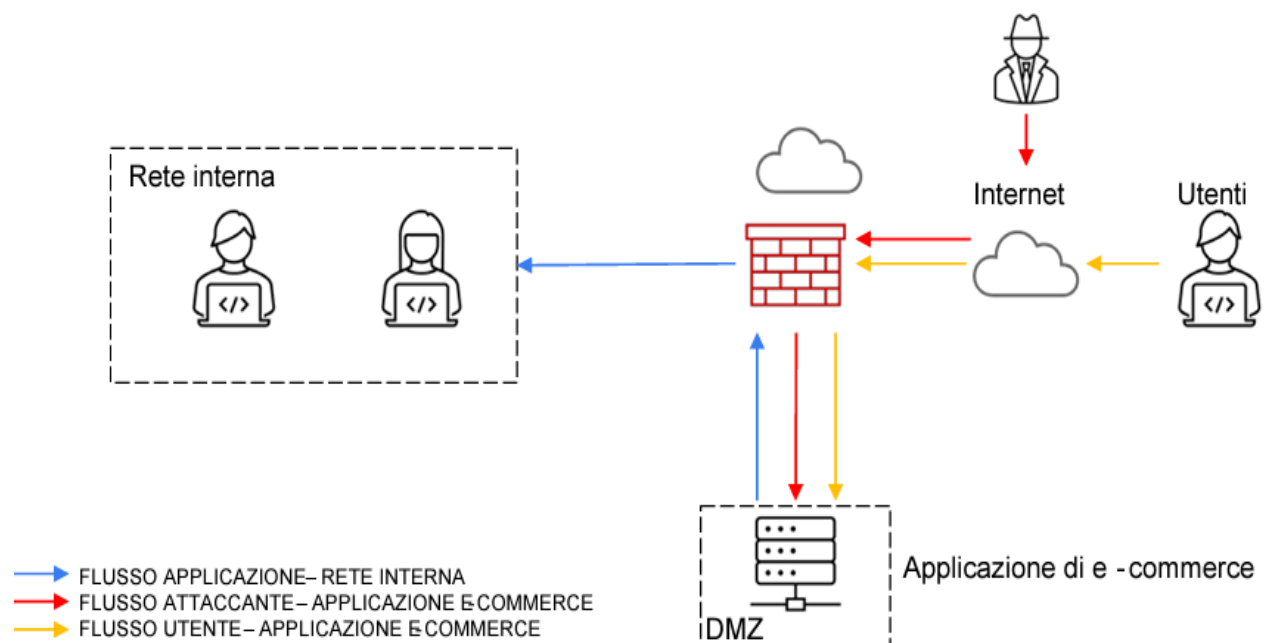 Rete interna
Internet
Utenti
</>
</>
</>
Applicazione di e -commerce
DMZ
FLUSSO APPLICAZIONE– RETE INTERNA
FLUSSO ATTACCANTE– APPLICAZIONE E-COMMERCE
FLUSSO UTENTE– APPLICAZIONE E-COMMERCE